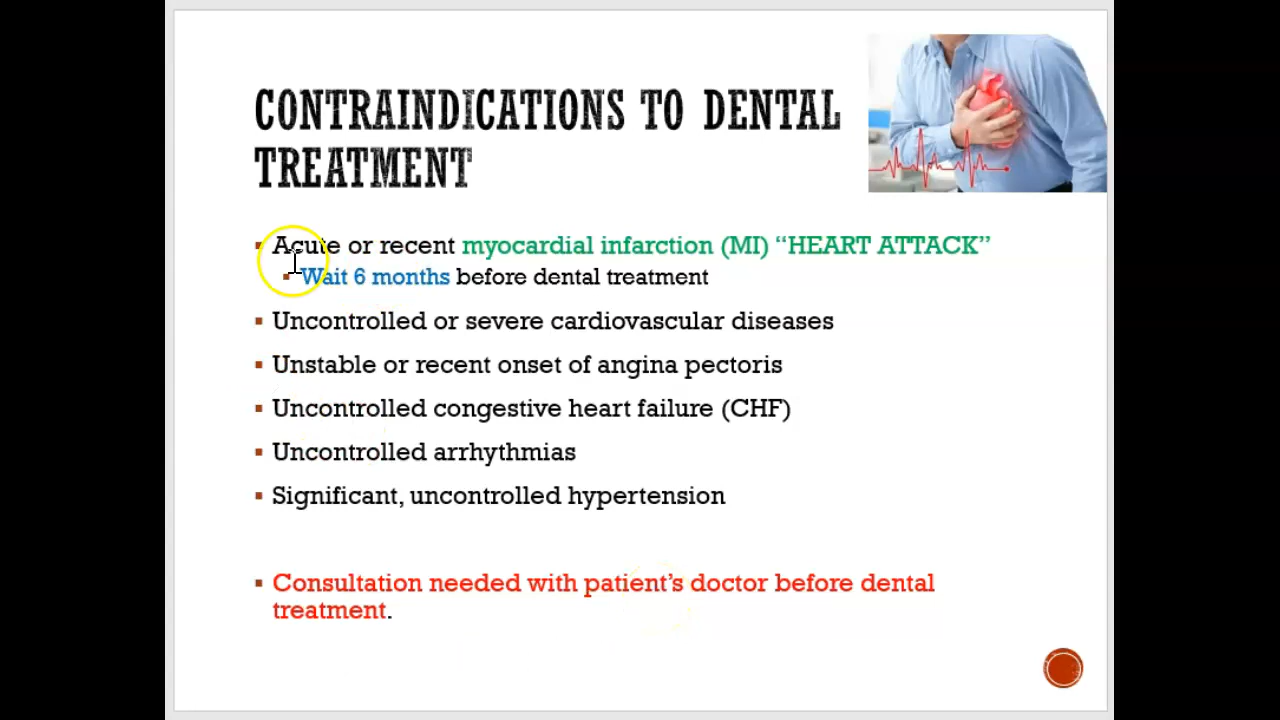 CONTRAINDICATIONS TO DENTAL
TREATMENT
Acute or recent myocardial infarction (MI) “HEART ATTACK”
Wait 6 months before dental treatment
Uncontrolled or severe cardiovascular diseases
Unstable or recent onset of angina pectoris
Uncontrolled congestive heart failure (CHF)
Uncontrolled arrhythmias
Significant, uncontrolled hypertension
Consultation needed with patient’s doctor before dental
treatment.